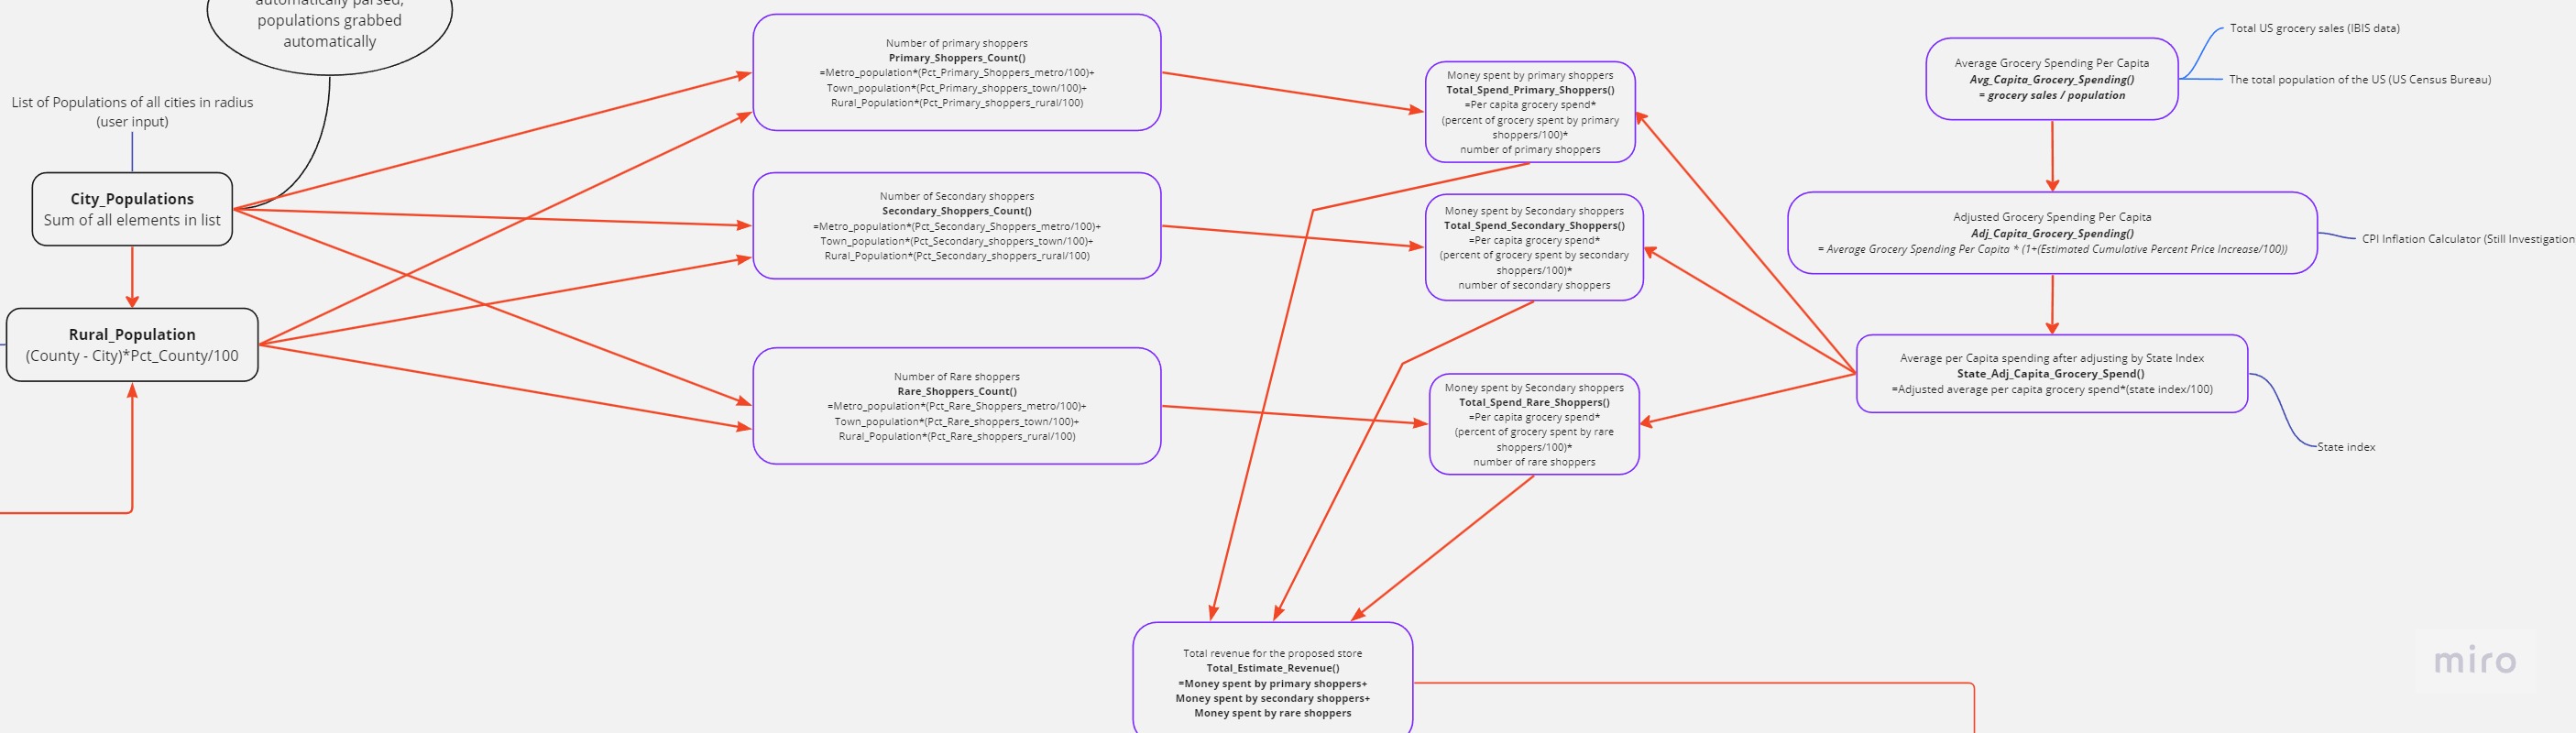 automatically parsed,
populations grabbed
automatically
List of Populations of all cities in radius
(user input)
City_Populations
Sum of all elements in list
Rural_Population
(County - City)*Pct_County/100
Number of primary shoppers
Primary_Shoppers_Count()
=Metro_population*(Pct_Primary_Shoppers_metro/100)+
Town_population*(Pct_Primary_shoppers_town/100)+
Rural_Population*(Pct_Primary_shoppers_rural/100)
Number of Secondary shoppers
Secondary_Shoppers_Count()
=Metro_population*(Pct_Secondary_Shoppers_metro/100)+
Town_population*(Pct_Secondary_shoppers_town/100)+
Rural_Population*(Pct_Secondary_shoppers_rural/100)
Number of Rare shoppers
Rare_Shoppers_Count()
=Metro_population*(Pct_Rare_Shoppers_metro/100)+
Town_population*(Pct_Rare_shoppers_town/100)+
Rural_Population*(Pct_Rare_shoppers_rural/100)
Money spent by primary shoppers
Total_Spend_Primary_Shoppers()
=Per capita grocery spend*
(percent of grocery spent by primary
shoppers/100)*
number of primary shoppers
Money spent by Secondary shoppers
Total_Spend_Secondary_Shoppers()
=Per capita grocery spend*
(percent of grocery spent by secondary
shoppers/100)*
number of secondary shoppers
Money spent by Secondary shoppers
Total_Spend_Rare_Shoppers()
=Per capita grocery spend*
(percent of grocery spent by rare
shoppers/100)*
number of rare shoppers
Average Grocery Spending Per Capita
Avg_Capita_Grocery_Spending()
= grocery sales / population
Total US grocery sales (IBIS data)
The total population of the US (US Census Bureau)
Adjusted Grocery Spending Per Capita
Adj_Capita_Grocery_Spending()
= Average Grocery Spending Per Capita * (1+(Estimated Cumulative Percent Price Increase/100))
CPI Inflation Calculator (Still Investigation
Average per Capita spending after adjusting by State Index
State_Adj_Capita_Grocery_Spend()
=Adjusted average per capita grocery spend*(state index/100)
State index
Total revenue for the proposed store
Total_Estimate_Revenue()
=Money spent by primary shoppers+
Money spent by secondary shoppers+
Money spent by rare shoppers
miro